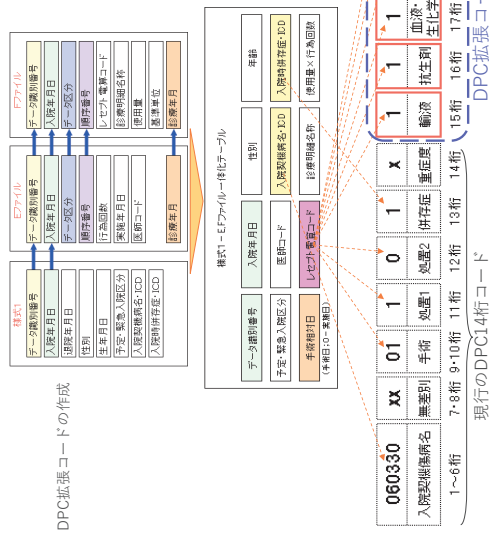 DPC拡張コードの作成
様式1
データ識別番号
入院年月日
退院年月日
性別
生年月日
予定・緊急入院区分
入院契機病名・ICD
入院時併存症・ICD
Eファイル
データ識別番号
入院年月日
データ区分
順序番号
行為回数
実施年月日
医師コード
診療年月
Fファイル
データ識別番号
入院年月日
データ区分
順序番号
レセプト電算コード
診療明細名称
使用量
基準単位
診療年月
様式1－E,Fファイル一体化テーブル
データ識別番号
入院年月日
性別
年齢
予定・緊急入院区分
医師コード
入院契機病名・ICD
入院時併存症・ICD
手術相対日
レセプト電算コード
診療明細名称
使用量×行為回数
(手術日：0－実施日)
060330
xx
01
1
0
1
x
1
1
1
入院契機傷病名
無差別
手術
処置1
処置2
併存症
重症度
輸液
抗生剤
血液・
生化学
1～6桁
7・8桁
9・10桁
11桁
12桁
13桁
14桁
15桁
16桁
17桁
現行のDPC14桁コード
DPC拡張コ